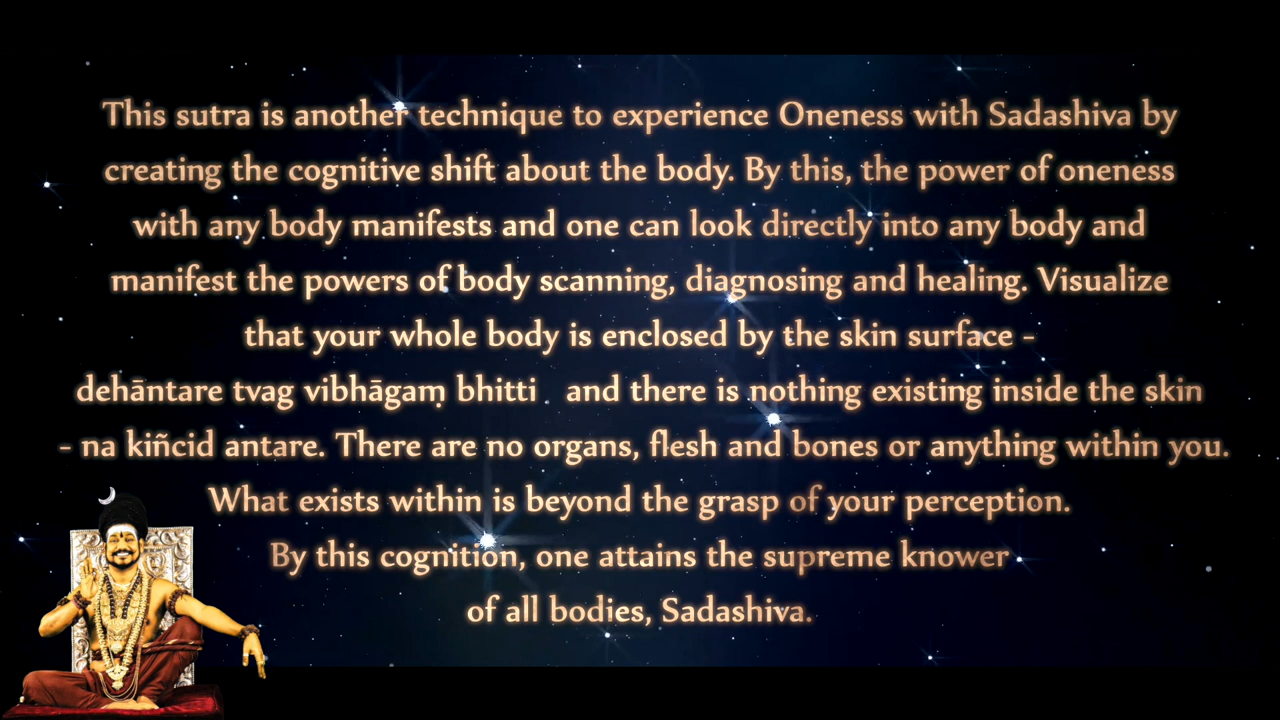 This sutra is another technique to experience Oneness with Sadashiva by
creating the cognitive shift about the body. By this, the power of oneness
with any body manifests and one can look directly into any body and
manifest the powers of body scanning, diagnosing and healing. Visualize
that your whole body is enclosed by the skin surface -
dehāntare tvag vibhāgaṃ bhitti and there is nothing existing inside the skin
- na kiñcid antare. There are no organs, flesh and bones or anything within you.
What exists within is beyond the grasp of your perception.
By this cognition, one attains the supreme knower
of all bodies, Sadashiva.